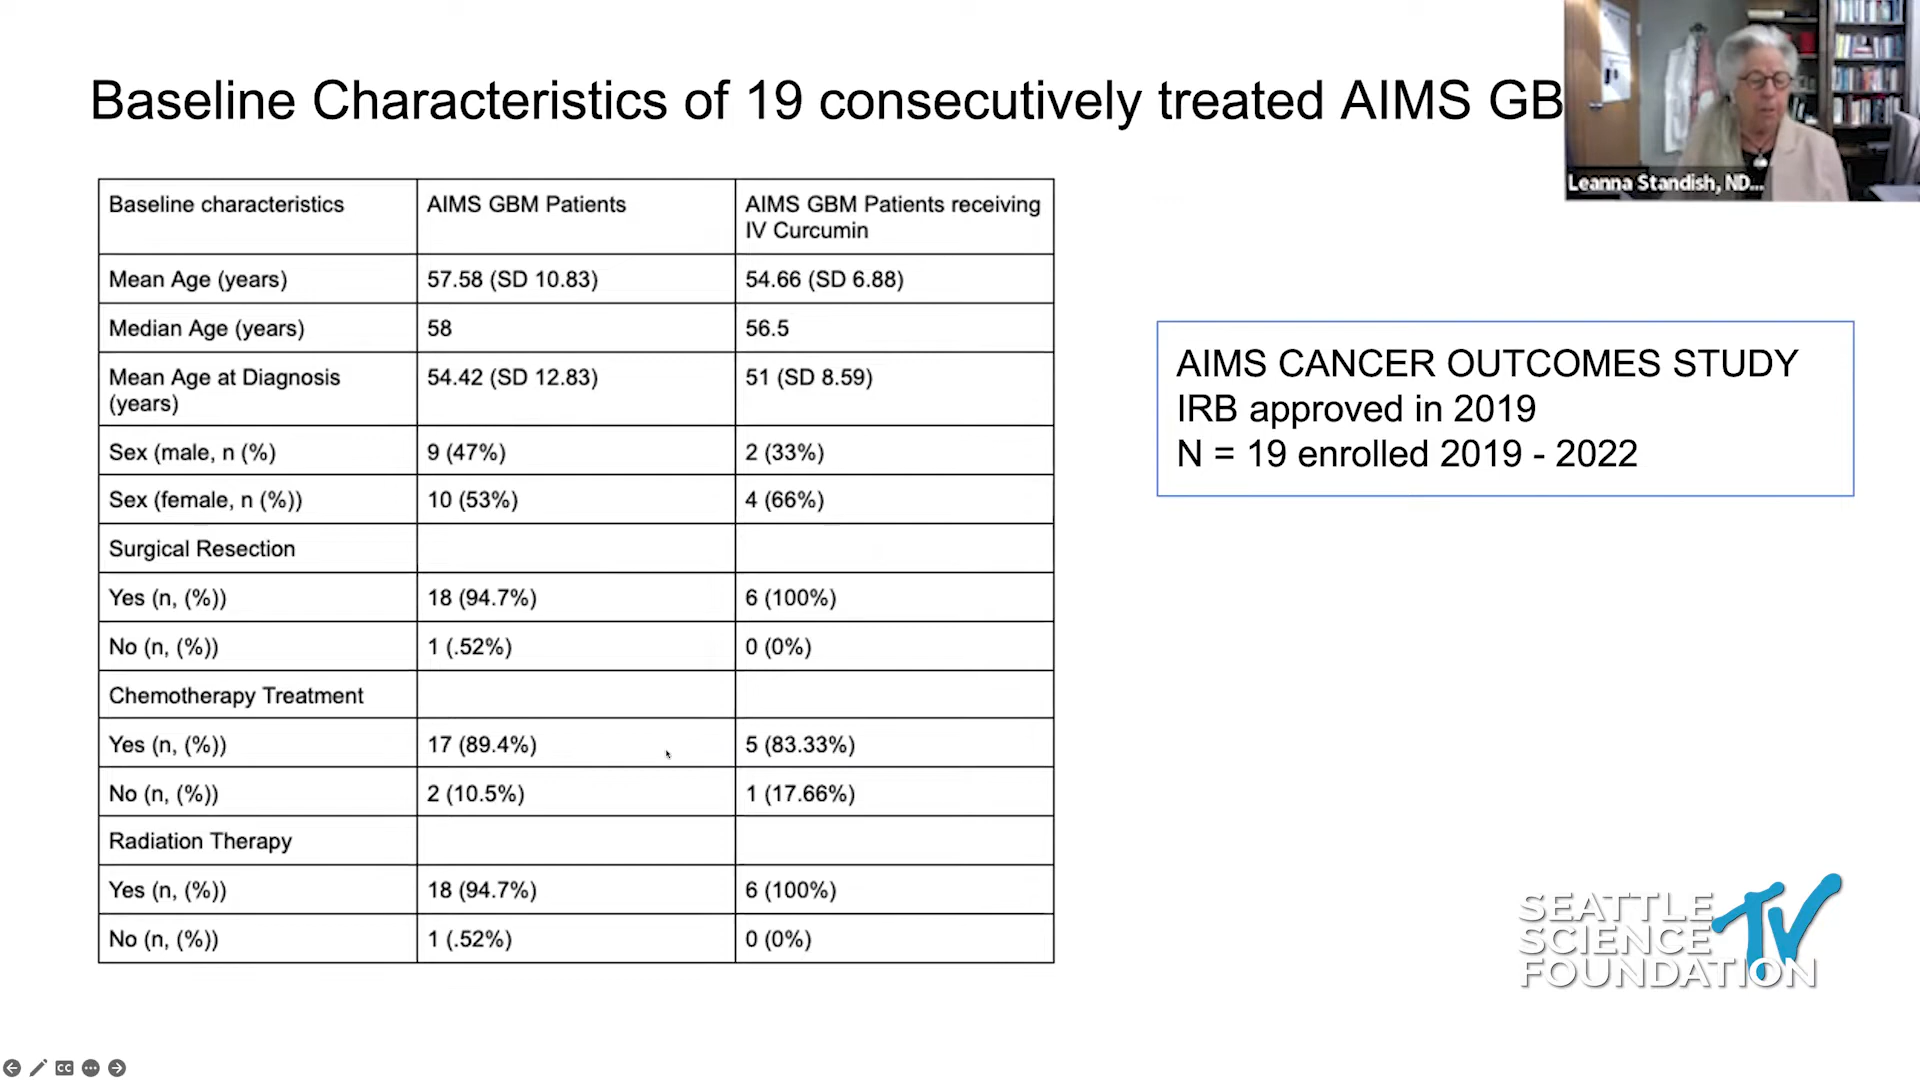 Baseline Characteristics of 19 consecutively treated AIMS GB
Leanna Standish, ND...
Baseline characteristics AIMS GBM Patients AIMS GBM Patients receiving
IV Curcumin
Mean Age (years) 57.58 (SD 10.83) 54.66 (SD 6.88)
Median Age (years) 58 56.5
Mean Age at Diagnosis 54.42 (SD 12.83) 51 (SD 8.59)
(years)
Sex (male, n (%) 9 (47%) 2 (33%)
Sex (female, n (%)) 10 (53%) 4 (66%)
Surgical Resection
Yes (n, (%)) 18 (94.7%) 6 (100%)
No (n, (%)) 1 (.52%) 0 (0%)
Chemotherapy Treatment
Yes (n, (%)) 17 (89.4%) 5 (83.33%)
No (n, (%)) 2 (10.5%) 1 (17.66%)
Radiation Therapy
Yes (n, (%)) 18 (94.7%) 6 (100%)
No (n, (%)) 1 (.52%) 0 (0%)
AIMS CANCER OUTCOMES STUDY
IRB approved in 2019
N = 19 enrolled 2019 - 2022
SEATTLE
SCIENCE
FOUNDATION
TV
CC